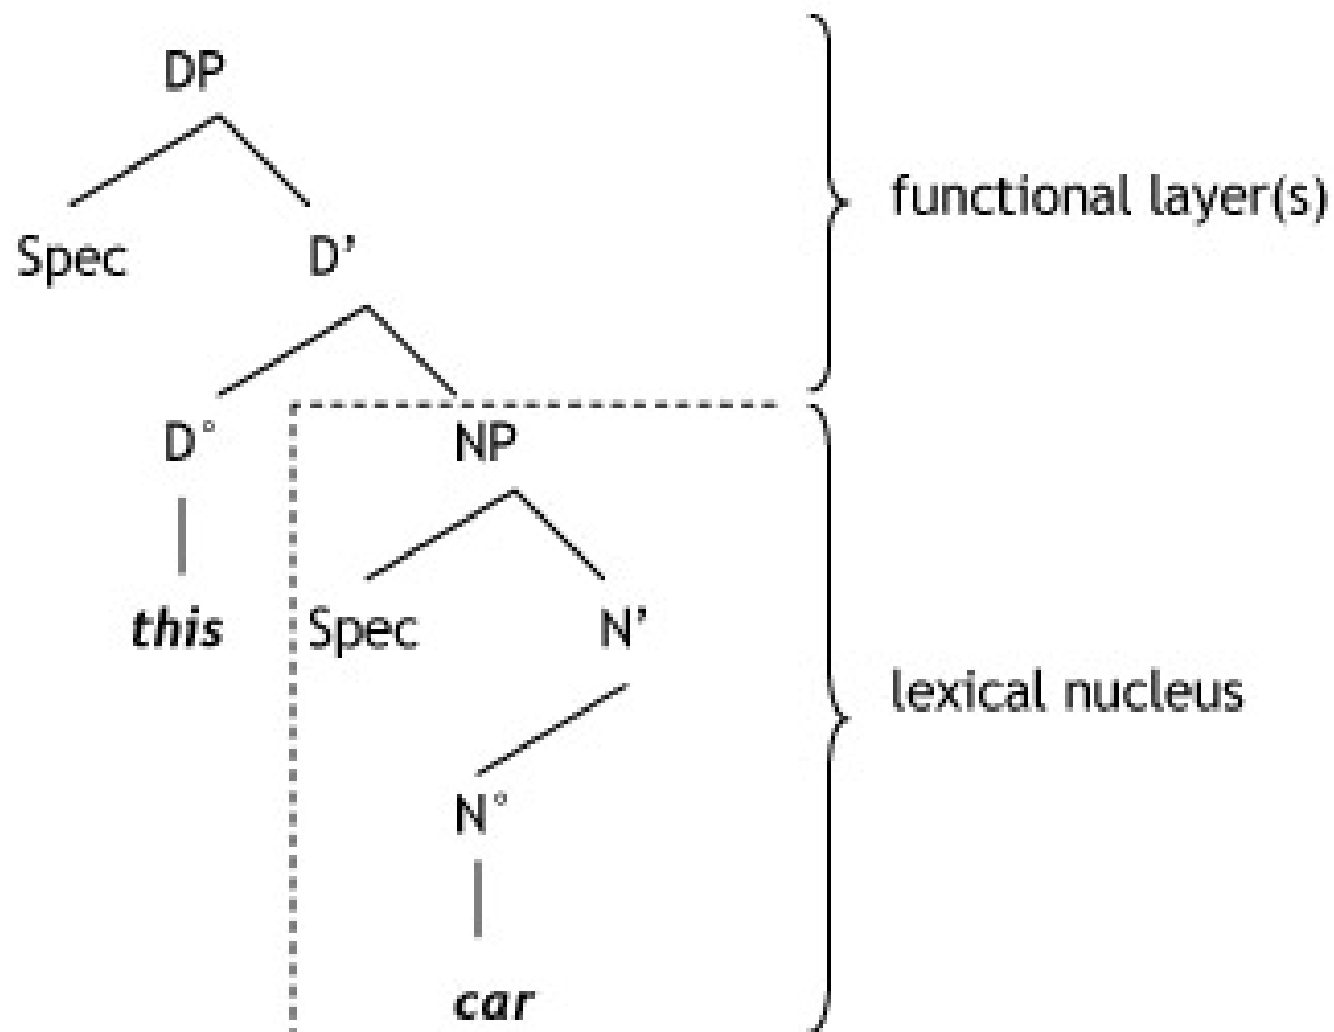 DP
functional layer(s)
Spec D’
D° NP
this Spec N’
lexical nucleus
N°
car